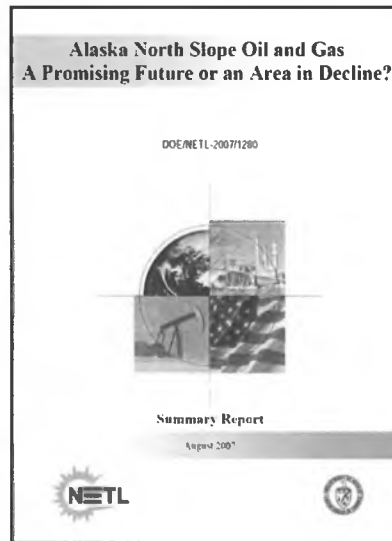 Alaska North Slope Oil and Gas
A Promising Future or an Area in Decline?
DOE/NETL-2007/1280
Summary Report
August 2007
NETL